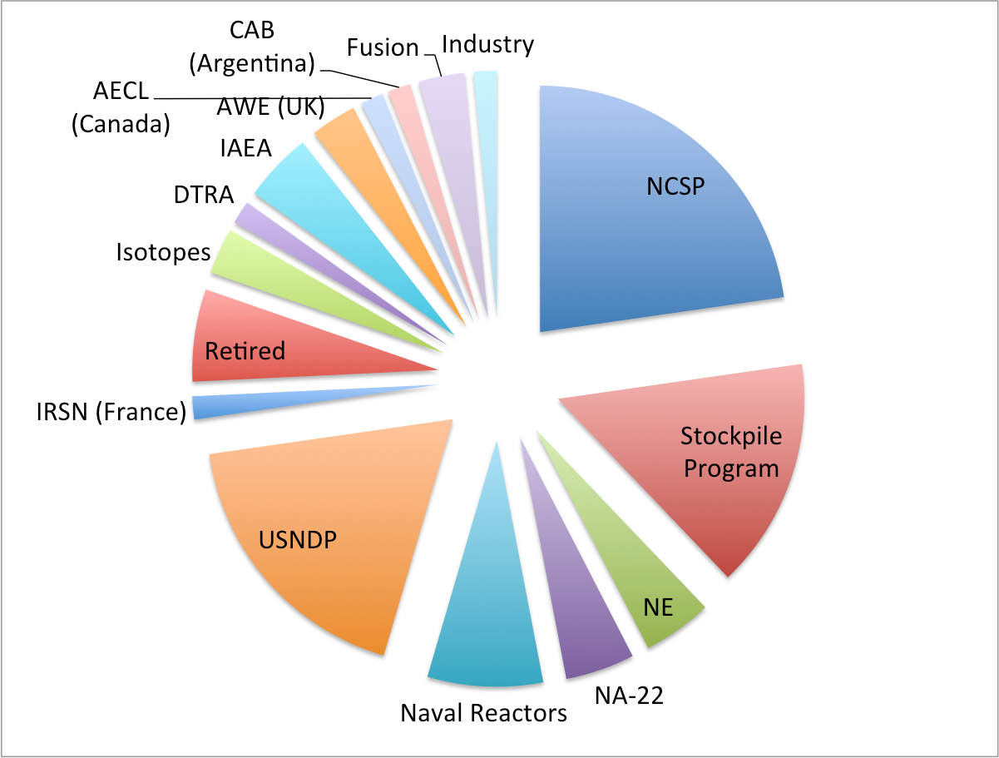 CAB
(Argentina)
Fusion
Industry
AECL
(Canada)
AWE (UK)
IAEA
DTRA
Isotopes
Retired
IRSN (France)
USNDP
Naval Reactors
NA-22
NE
Stockpile
Program
NCSP